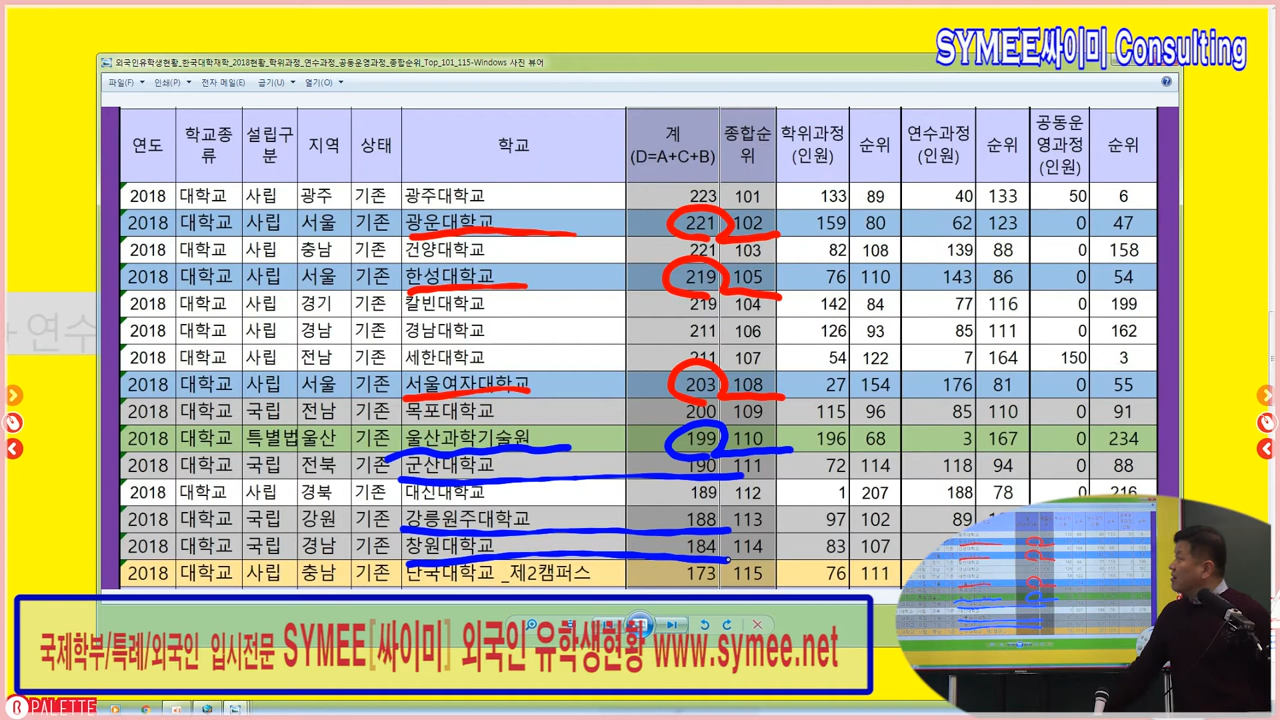 SYMEE싸이미 Consulting
외국인유학생현황_한국대학재학_2018현황_학위과정_연수과정_공동운영과정_종합순위_Top_101_115-Windows 사진 뷰어
파일(F) 인쇄(P) 전자 메일(E) 굽기(U) 열기(O)
연도 학교종류 설립구분 지역 상태 학교 계 (D=A+C+B) 종합순위 학위과정 (인원) 순위 연수과정 (인원) 순위 공동운영과정 (인원) 순위
2018 대학교 사립 광주 기존 광주대학교 223 101 133 89 40 133 50 6
2018 대학교 사립 서울 기존 광운대학교 221 102 159 80 62 123 0 47
2018 대학교 사립 충남 기존 건양대학교 221 103 82 108 139 88 0 158
2018 대학교 사립 서울 기존 한성대학교 219 105 76 110 143 86 0 54
2018 대학교 사립 경기 기존 칼빈대학교 219 104 142 84 77 116 0 199
2018 대학교 사립 경남 기존 경남대학교 211 106 126 93 85 111 0 162
2018 대학교 사립 전남 기존 세한대학교 211 107 54 122 7 164 150 3
2018 대학교 사립 서울 기존 서울여자대학교 203 108 27 154 176 81 0 55
2018 대학교 국립 전남 기존 목포대학교 200 109 115 96 85 110 0 91
2018 대학교 특별법 울산 기존 울산과학기술원 199 110 196 68 3 167 0 234
2018 대학교 국립 전북 기존 군산대학교 190 111 72 114 118 94 0 88
2018 대학교 사립 경북 기존 대신대학교 189 112 1 207 188 78 0 216
2018 대학교 국립 강원 기존 강릉원주대학교 188 113 97 102 89
2018 대학교 국립 경남 기존 창원대학교 184 114 83 107
2018 대학교 사립 충남 기존 단국대학교 _제2캠퍼스 173 115 76 111
연수
국제학부/특례/외국인 입시전문 SYMEE[싸이미] 외국인 유학생현황 www.symee.net
PALETTE